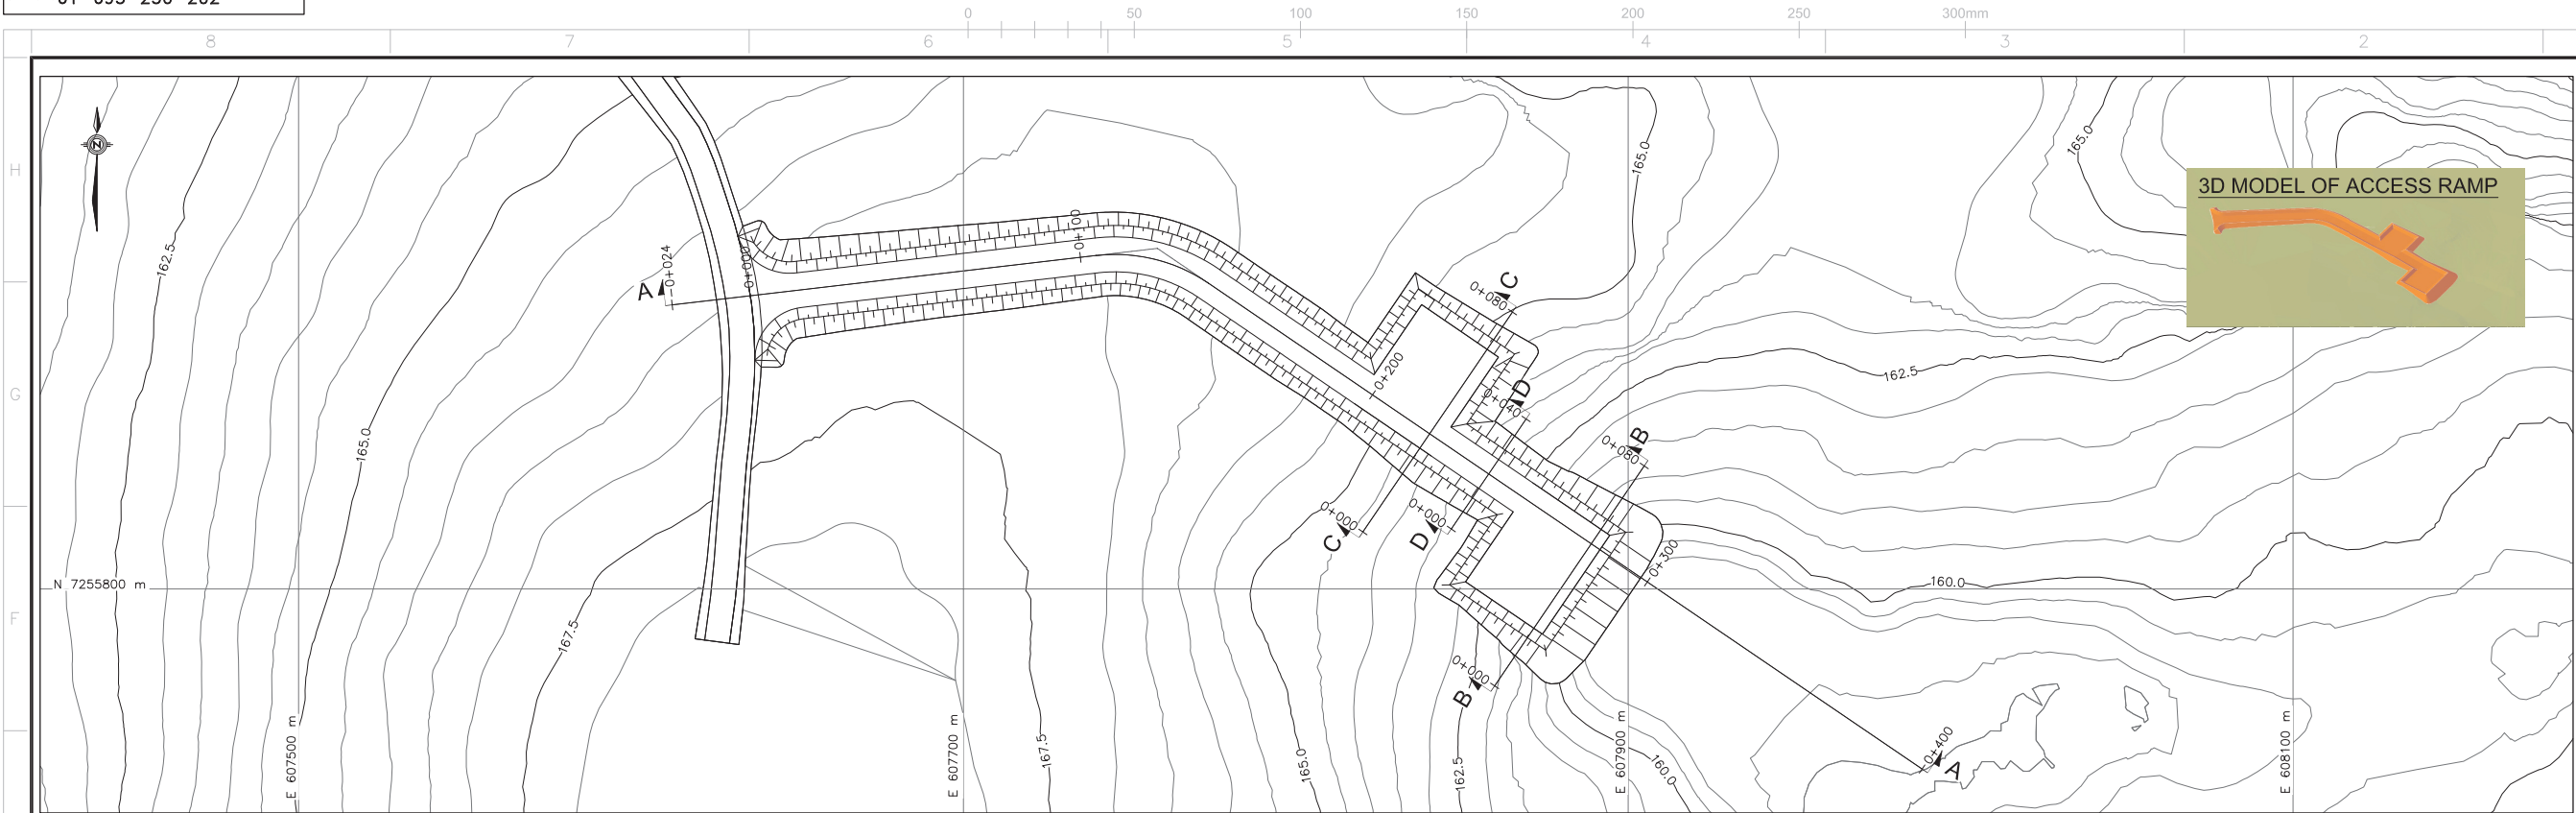 0 50 100 150 200 250 300mm
8 7 6 5 4 3 2
H
G
F
N
3D MODEL OF ACCESS RAMP
165.0
165.0
162.5
0+024
A
0+000
0+100
C
0+080
0+200
D
0+040
B
0+080
162.5
165.0
0+000
C
0+000
D
0+300
N 7255800 m
160.0
167.5
0+000
B
E 607500 m
E 607700 m
167.5
165.0
162.5
E 607900 m
160.0
0+400
A
E 608100 m